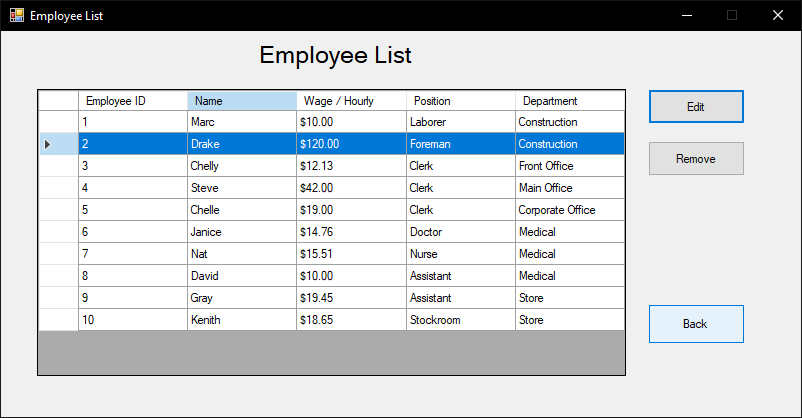 Employee List
Employee List
Employee ID Name Wage / Hourly Position Department
1 Marc $10.00 Laborer Construction
2 Drake $120.00 Foreman Construction
3 Chelly $12.13 Clerk Front Office
4 Steve $42.00 Clerk Main Office
5 Chelle $19.00 Clerk Corporate Office
6 Janice $14.76 Doctor Medical
7 Nat $15.51 Nurse Medical
8 David $10.00 Assistant Medical
9 Gray $19.45 Assistant Store
10 Kenith $18.65 Stockroom Store
Edit
Remove
Back